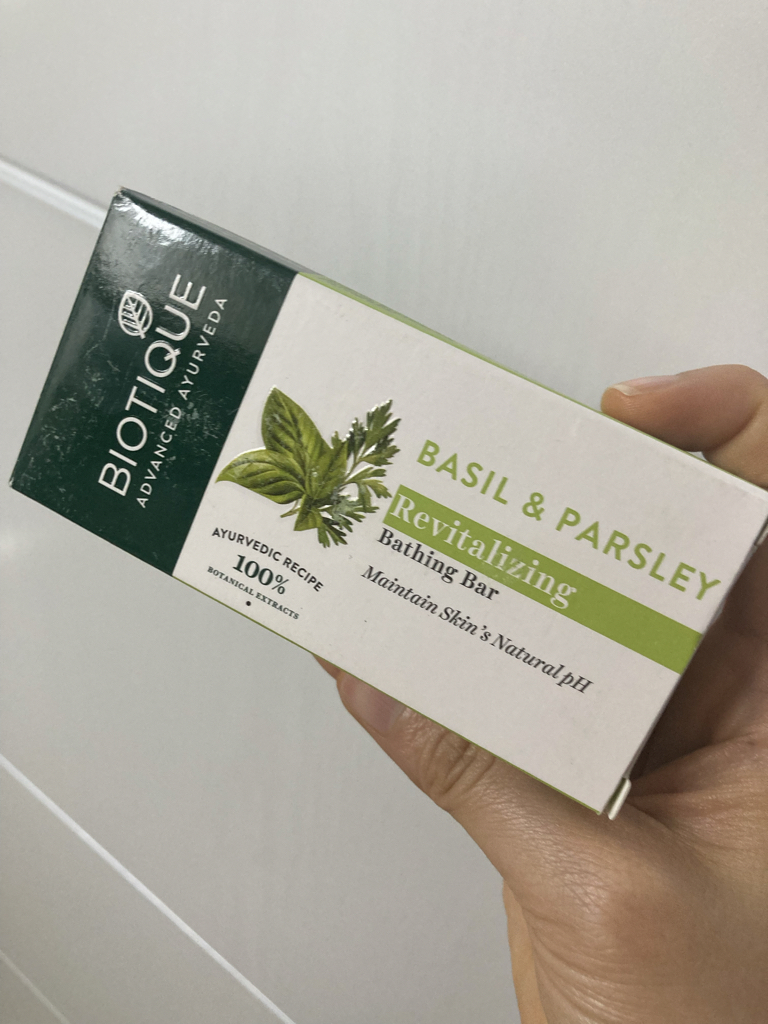 BIOTIQUE
ADVANCED AYURVEDA
AYURVEDIC RECIPE
100%
BOTANICAL EXTRACTS
BASIL & PARSLEY
Revitalizing
Bathing Bar
Maintain Skin's Natural pH